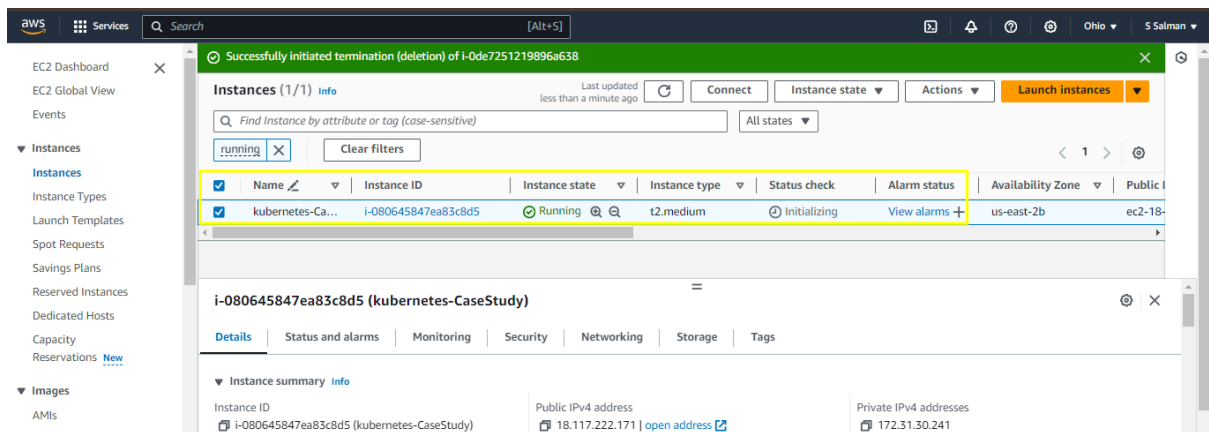 aws Services Search [Alt+S] Ohio S Salman
EC2 Dashboard
EC2 Global View
Events
Instances
Instances
Instance Types
Launch Templates
Spot Requests
Savings Plans
Reserved Instances
Dedicated Hosts
Capacity
Reservations New
Images
AMIs
Successfully initiated termination (deletion) of i-0de7251219896a638
Instances (1/1) Info Last updated
less than a minute ago Connect Instance state Actions Launch instances
Find Instance by attribute or tag (case-sensitive) All states
running Clear filters 1
Name Instance ID Instance state Instance type Status check Alarm status Availability Zone Public I
kubernetes-Ca... i-080645847ea83c8d5 Running t2.medium Initializing View alarms + us-east-2b ec2-18-
i-080645847ea83c8d5 (kubernetes-CaseStudy)
Details Status and alarms Monitoring Security Networking Storage Tags
Instance summary Info
Instance ID Public IPv4 address Private IPv4 addresses
i-080645847ea83c8d5 (kubernetes-CaseStudy) 18.117.222.171 | open address 172.31.30.241